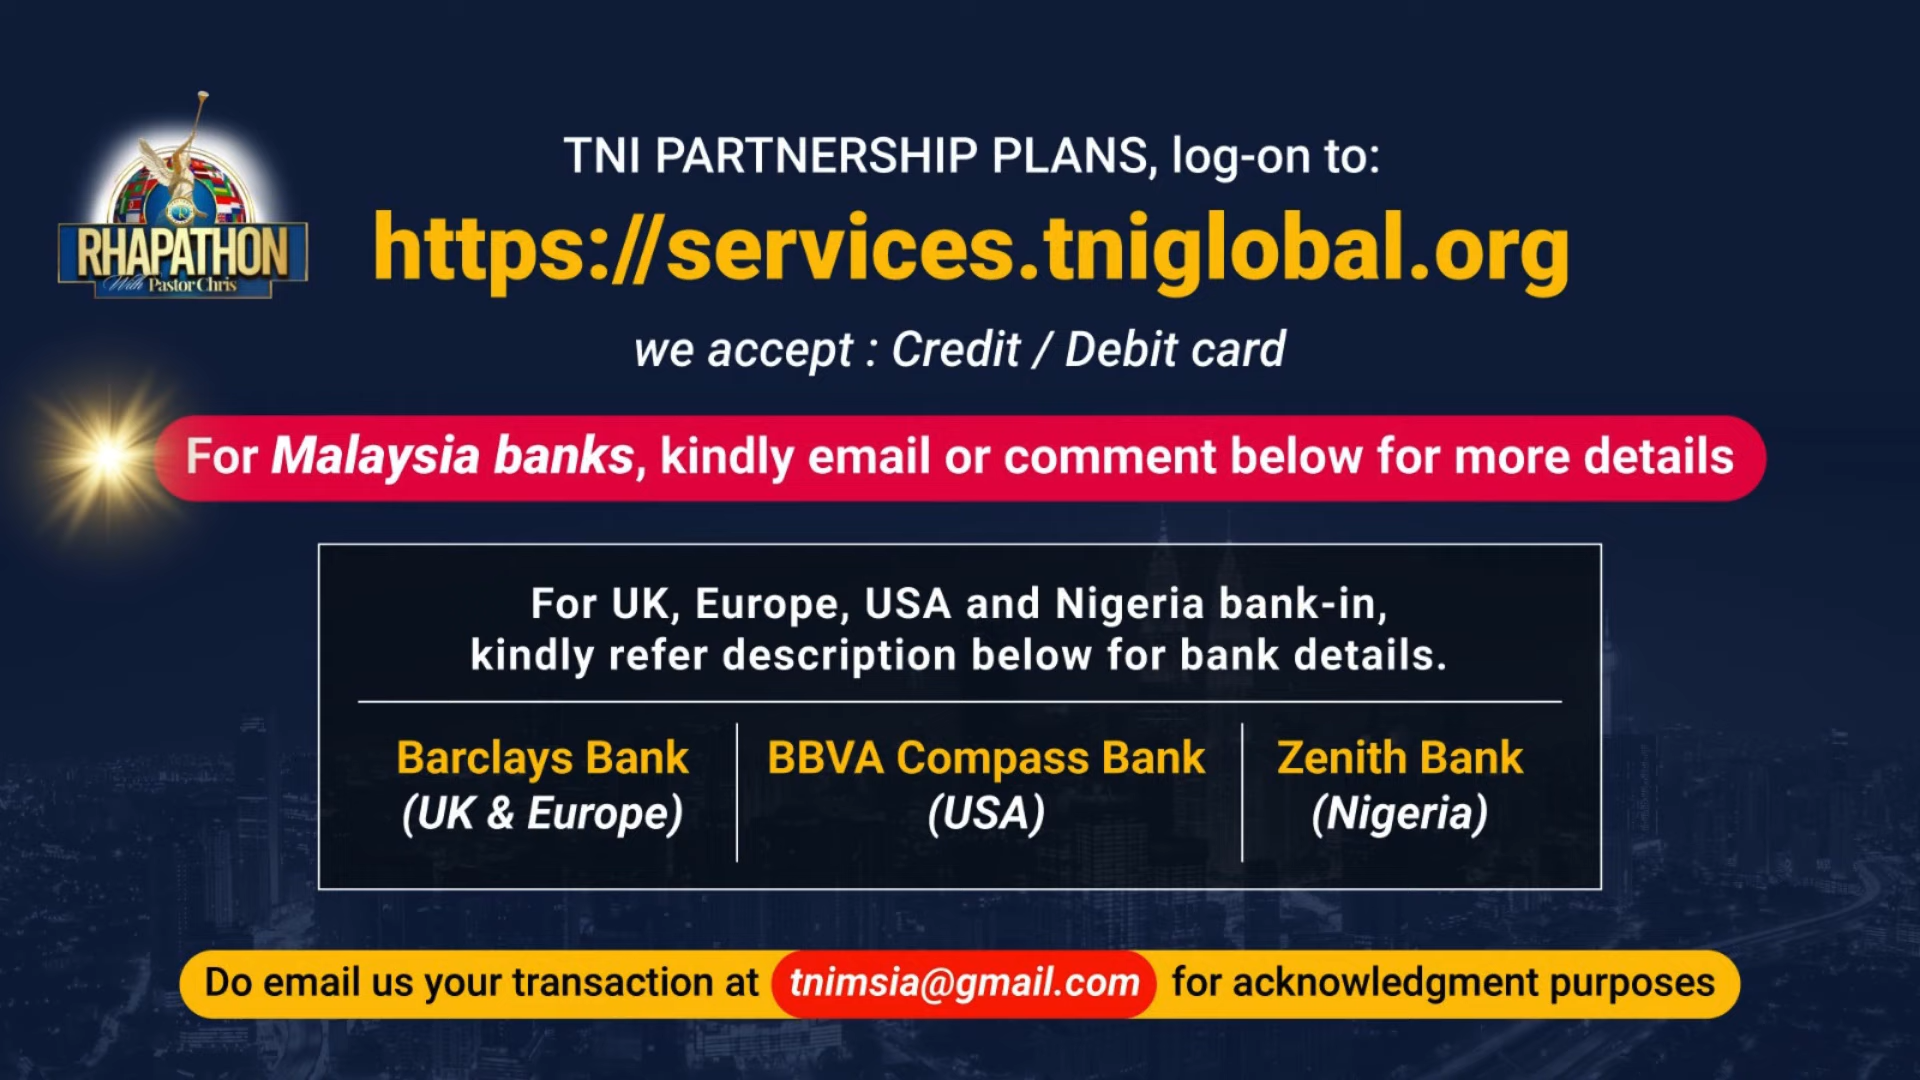 TNI PARTNERSHIP PLANS, log-on to:
https://services.tniglobal.org
RHAPATHON
With Pastor Chris
we accept : Credit / Debit card
For Malaysia banks, kindly email or comment below for more details
For UK, Europe, USA and Nigeria bank-in,
kindly refer description below for bank details.
Barclays Bank
(UK & Europe)
BBVA Compass Bank
(USA)
Zenith Bank
(Nigeria)
Do email us your transaction at tnimsia@gmail.com for acknowledgment purposes